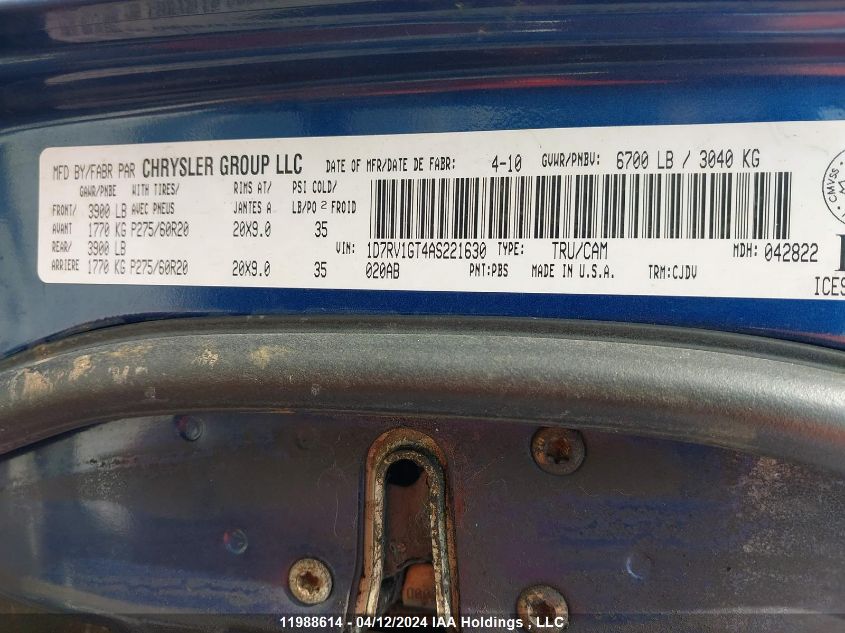 MFD BY/FABR PAR CHRYSLER GROUP LLC DATE OF MFR/DATE DE FABR: 4-10 GVWR/PNBV: 6700 LB / 3040 KG
GAWR/PNBE WITH TIRES/ RIMS AT/ PSI COLD/
FRONT/ 3900 LB AVEC PNEUS JANTES A LB/PO 2 FROID
AVANT 1770 KG P275/60R20 20X9.0 35
REAR/ 3900 LB
ARRIERE 1770 KG P275/60R20 20X9.0 35
VIN: 1D7RV1GT4AS221630 TYPE: TRU/CAM MDH: 042822
020AB PNT:PBS MADE IN U.S.A. TRM:CJDV
CMVSS
ICES
11988614 - 04/12/2024 IAA Holdings , LLC